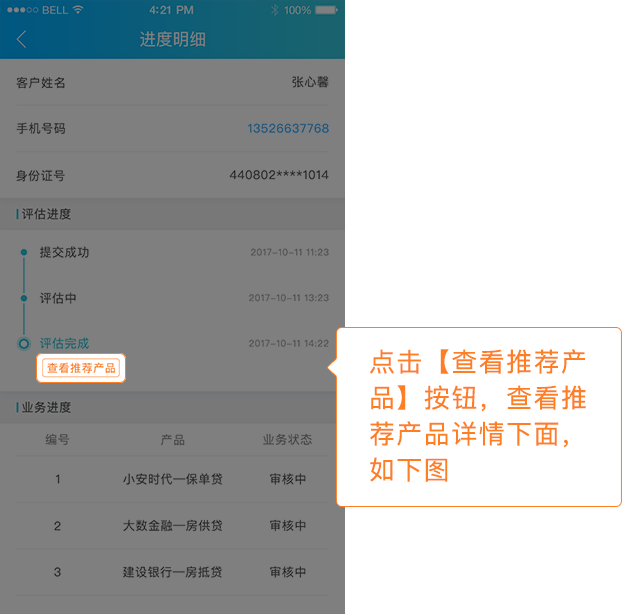 BELL 4:21 PM 100%
进度明细
客户姓名 张心馨
手机号码 13526637768
身份证号 440802****1014
评估进度
提交成功 2017-10-11 11:23
评估中 2017-10-11 13:23
评估完成 2017-10-11 14:22
查看推荐产品
点击【查看推荐产
品】按钮，查看推
荐产品详情下面，
如下图
业务进度
编号 产品 业务状态
1 小安时代—保单贷 审核中
2 大数金融—房供贷 审核中
3 建设银行—房抵贷 审核中